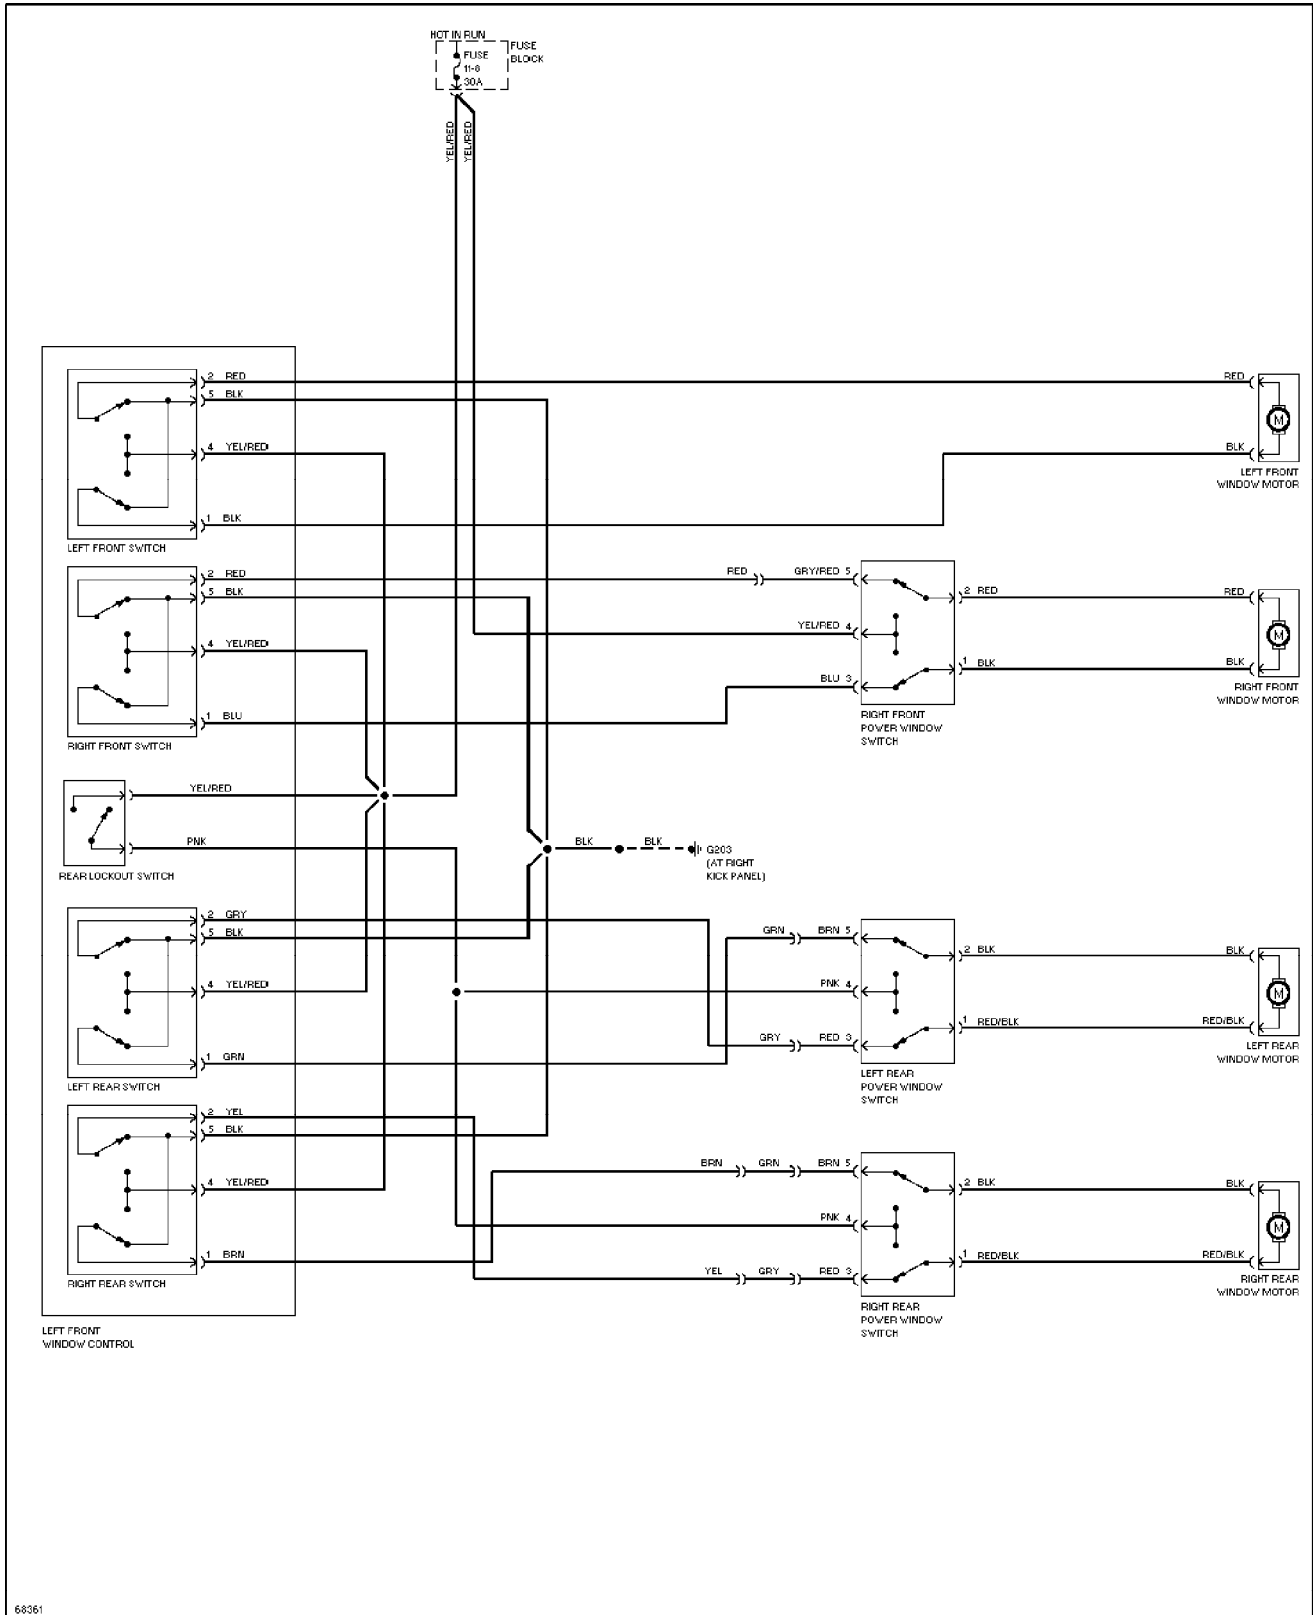 HOT IN RUN
FUSE
11-8
30A
FUSE
BLOCK
YEL/RED
YEL/RED
2 RED
5 BLK
4 YEL/RED
1 BLK
LEFT FRONT SWITCH
RED
BLK
LEFT FRONT
WINDOW MOTOR
2 RED
5 BLK
4 YEL/RED
1 BLU
RIGHT FRONT SWITCH
RED
GRY/RED 5
YEL/RED 4
BLU 3
2 RED
1 BLK
RIGHT FRONT
POWER WINDOW
SWITCH
RED
BLK
RIGHT FRONT
WINDOW MOTOR
YEL/RED
PNK
REAR LOCKOUT SWITCH
BLK
BLK
G203
(AT RIGHT
KICK PANEL)
2 GRY
5 BLK
4 YEL/RED
1 GRN
LEFT REAR SWITCH
GRN
BRN 5
PNK 4
GRY
RED 3
2 BLK
1 RED/BLK
LEFT REAR
POWER WINDOW
SWITCH
BLK
RED/BLK
LEFT REAR
WINDOW MOTOR
2 YEL
5 BLK
4 YEL/RED
1 BRN
RIGHT REAR SWITCH
LEFT FRONT
WINDOW CONTROL
BRN
GRN
BRN 5
PNK 4
YEL
GRY
RED 3
2 BLK
1 RED/BLK
RIGHT REAR
POWER WINDOW
SWITCH
BLK
RED/BLK
RIGHT REAR
WINDOW MOTOR
M
M
M
M
68361